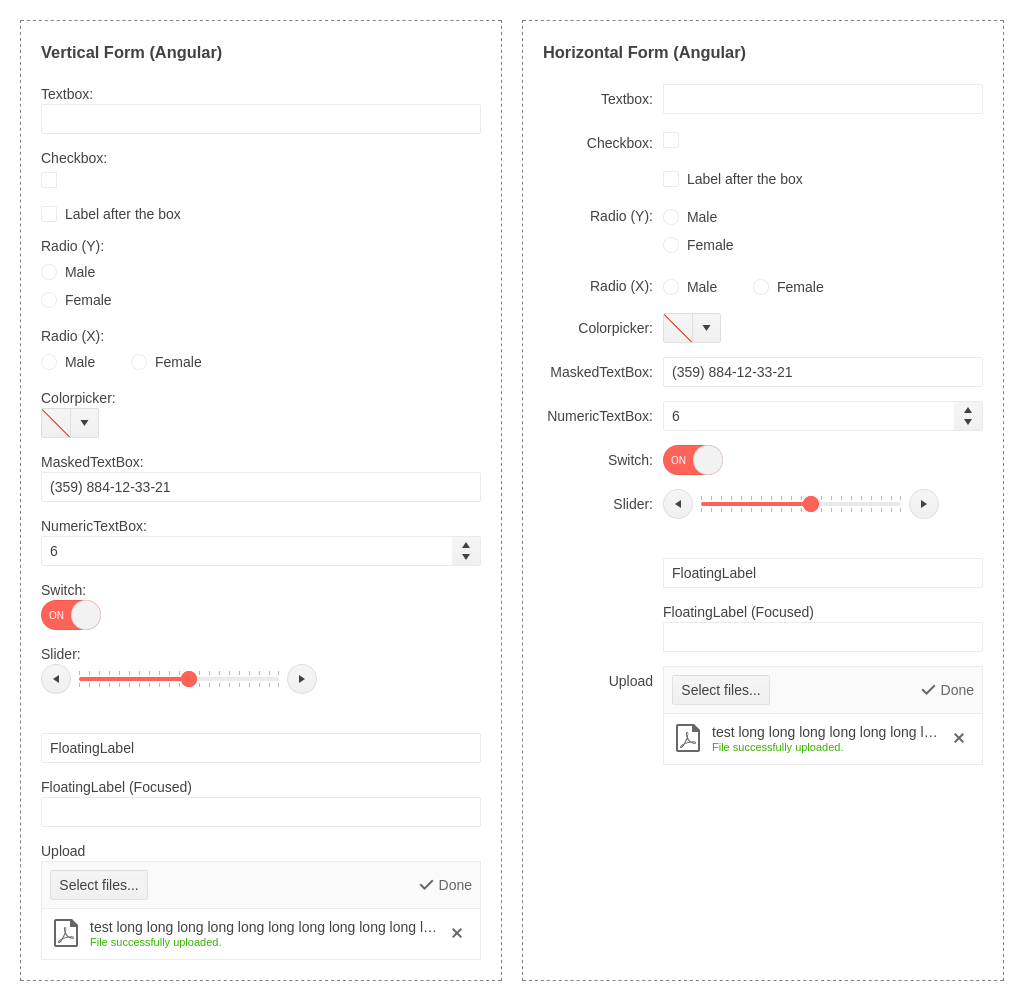 Vertical Form (Angular)
Textbox:
Checkbox:
Label after the box
Radio (Y):
Male
Female
Radio (X):
Male Female
Colorpicker:
MaskedTextBox:
(359) 884-12-33-21
NumericTextBox:
6
Switch:
ON
Slider:
FloatingLabel
FloatingLabel (Focused)
Upload
Select files... Done
test long long long long long long long long long long l...
File successfully uploaded.
Horizontal Form (Angular)
Textbox:
Checkbox:
Label after the box
Radio (Y): Male
Female
Radio (X): Male Female
Colorpicker:
MaskedTextBox: (359) 884-12-33-21
NumericTextBox: 6
Switch: ON
Slider:
FloatingLabel
FloatingLabel (Focused)
Upload Select files... Done
test long long long long long long l...
File successfully uploaded.